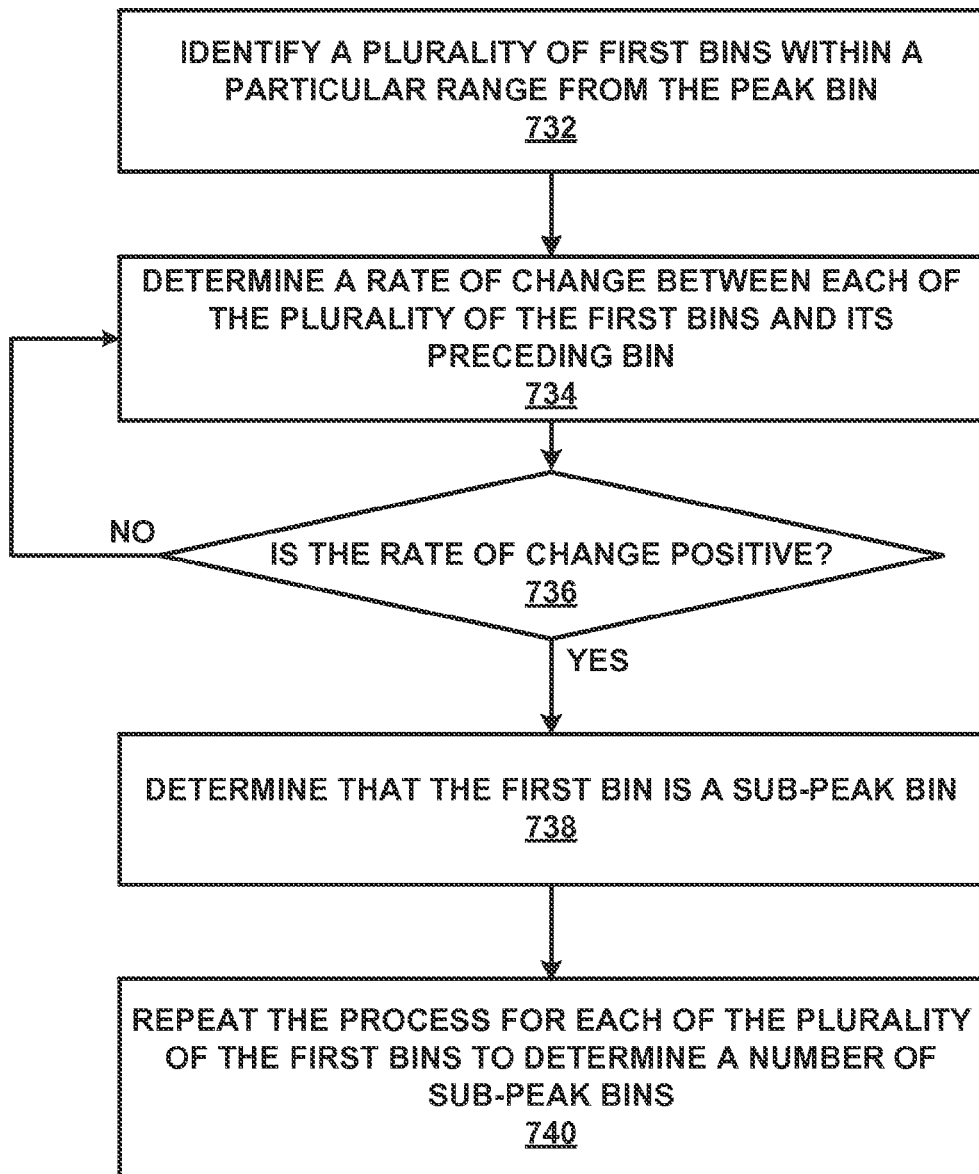 IDENTIFY A PLURALITY OF FIRST BINS WITHIN A
PARTICULAR RANGE FROM THE PEAK BIN
732
DETERMINE A RATE OF CHANGE BETWEEN EACH OF
THE PLURALITY OF THE FIRST BINS AND ITS
PRECEDING BIN
734
NO
IS THE RATE OF CHANGE POSITIVE?
736
YES
DETERMINE THAT THE FIRST BIN IS A SUB-PEAK BIN
738
REPEAT THE PROCESS FOR EACH OF THE PLURALITY
OF THE FIRST BINS TO DETERMINE A NUMBER OF
SUB-PEAK BINS
740